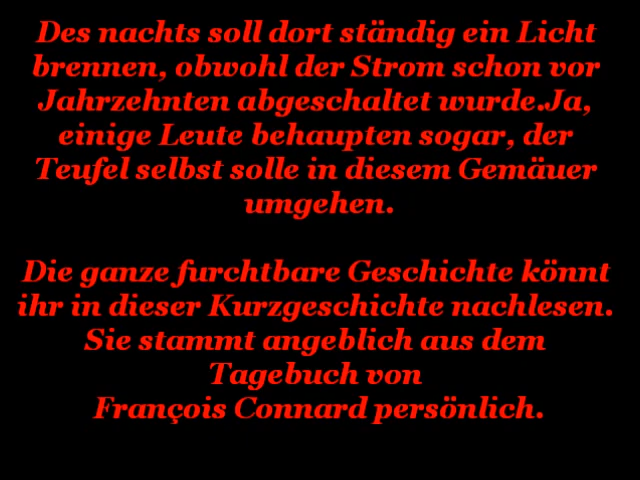 Des nachts soll dort ständig ein Licht
brennen, obwohl der Strom schon vor
Jahrzehnten abgeschaltet wurde.Ja,
einige Leute behaupten sogar, der
Teufel selbst solle in diesem Gemäuer
umgehen.
Die ganze furchtbare Geschichte könnt
ihr in dieser Kurzgeschichte nachlesen.
Sie stammt angeblich aus dem
Tagebuch von
François Connard persönlich.